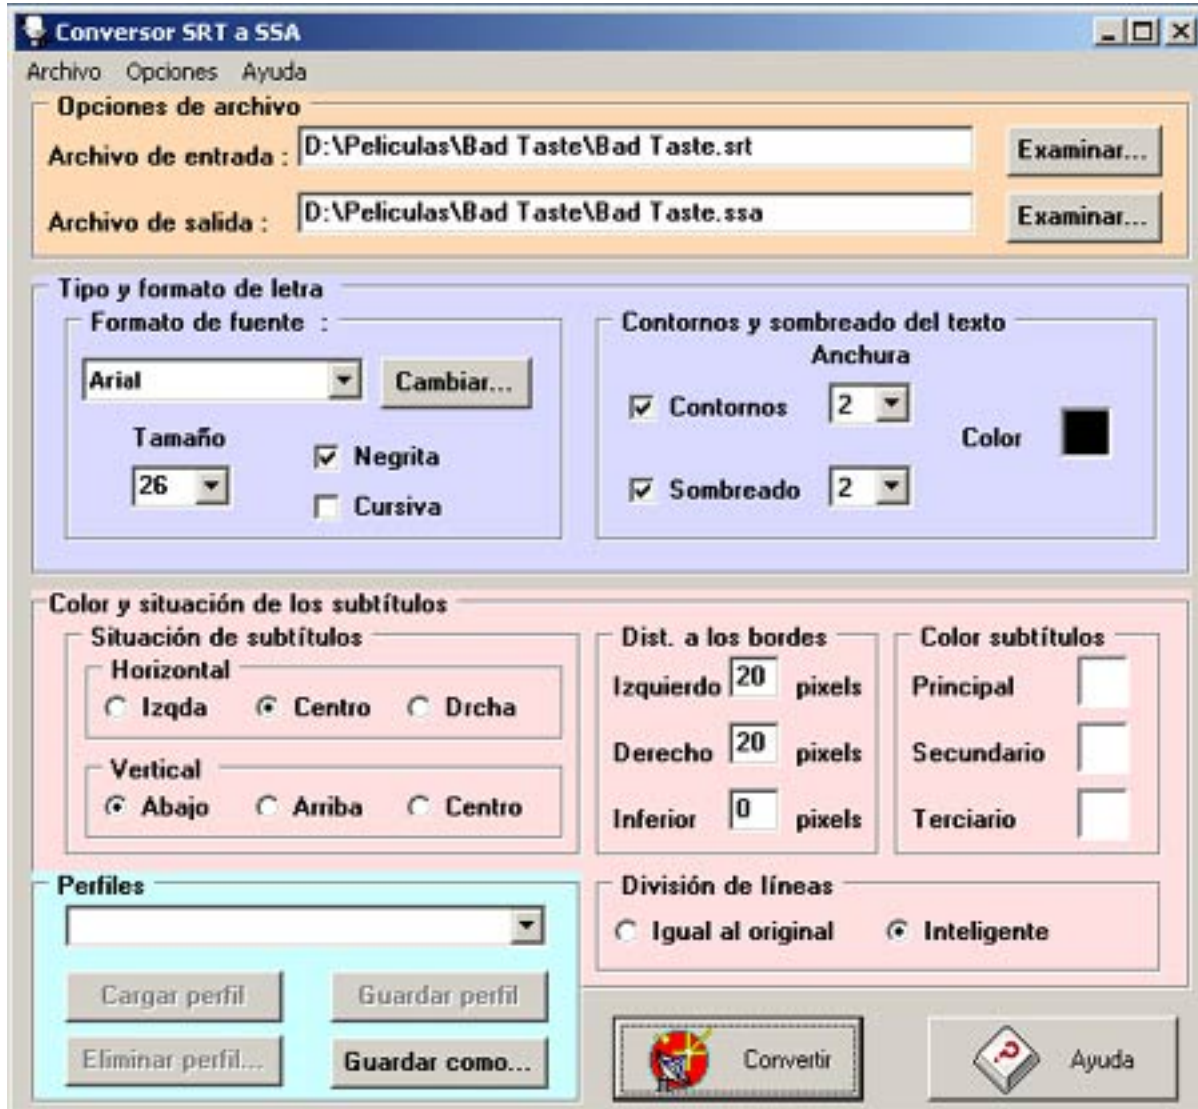 Conversor SRT a SSA
Archivo Opciones Ayuda
Opciones de archivo
Archivo de entrada : D:\Peliculas\Bad Taste\Bad Taste.srt Examinar...
Archivo de salida : D:\Peliculas\Bad Taste\Bad Taste.ssa Examinar...
Tipo y formato de letra
Formato de fuente :
Arial Cambiar...
Tamaño
26
Negrita
Cursiva
Contornos y sombreado del texto
Anchura
Contornos 2
Color
Sombreado 2
Color y situación de los subtítulos
Situación de subtítulos
Horizontal
Izqda Centro Drcha
Vertical
Abajo Arriba Centro
Dist. a los bordes
Izquierdo 20 pixels
Derecho 20 pixels
Inferior 0 pixels
Color subtítulos
Principal
Secundario
Terciario
Perfiles
Cargar perfil Guardar perfil
Eliminar perfil... Guardar como...
División de líneas
Igual al original Inteligente
Convertir Ayuda